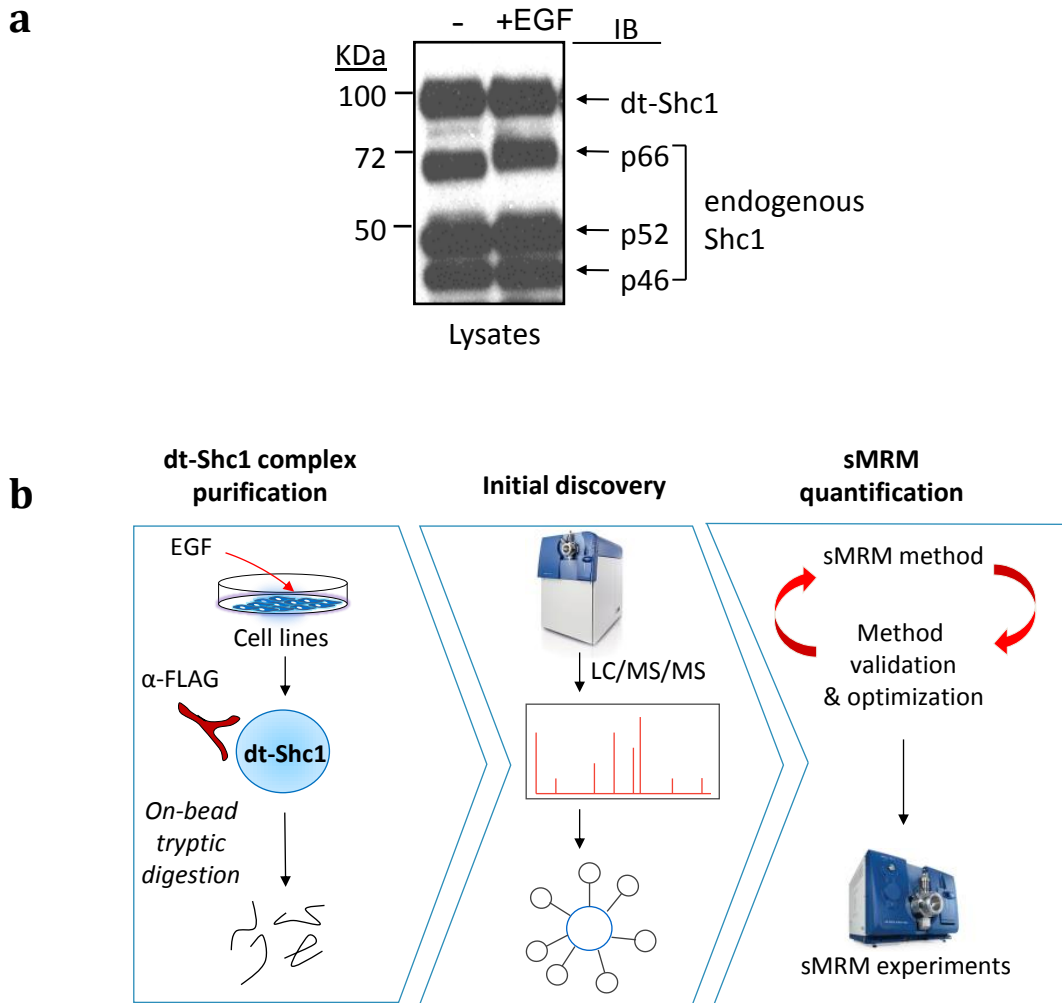 a
- +EGF IB
KDa
100
72
50
dt-Shc1
p66
p52
p46
endogenous
Shc1
Lysates
b
dt-Shc1 complex
purification
EGF
Cell lines
α-FLAG
dt-Shc1
On-bead
tryptic
digestion
Initial discovery
LC/MS/MS
sMRM
quantification
sMRM method
Method
validation
& optimization
sMRM experiments